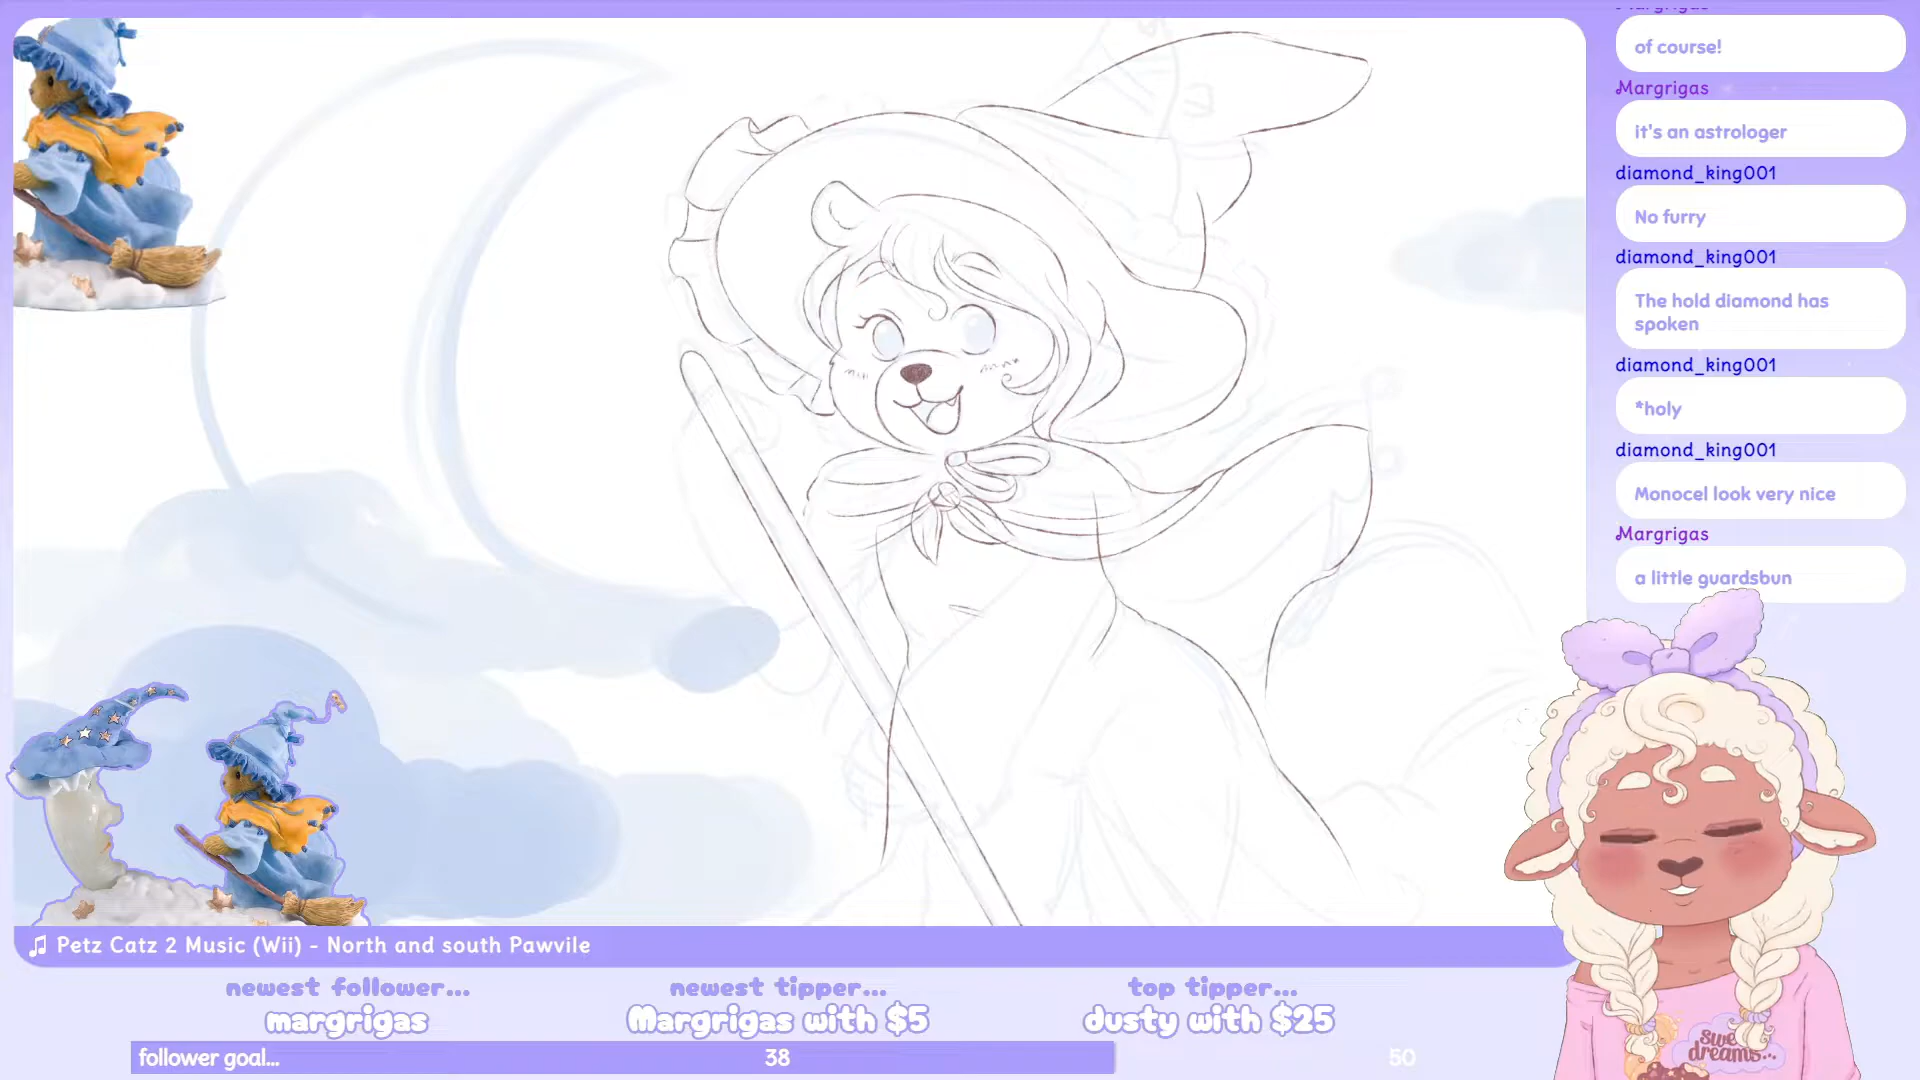 Margrigas
of course!
Margrigas
it's an astrologer
diamond_king001
No furry
diamond_king001
The hold diamond has
spoken
diamond_king001
*holy
diamond_king001
Monocel look very nice
Margrigas
a little guardsbun
♫ Petz Catz 2 Music (Wii) - North and south Pawvile
newest follower...
margrigas
newest tipper...
Margrigas with $5
top tipper...
dusty with $25
follower goal...
38
50
dreams...